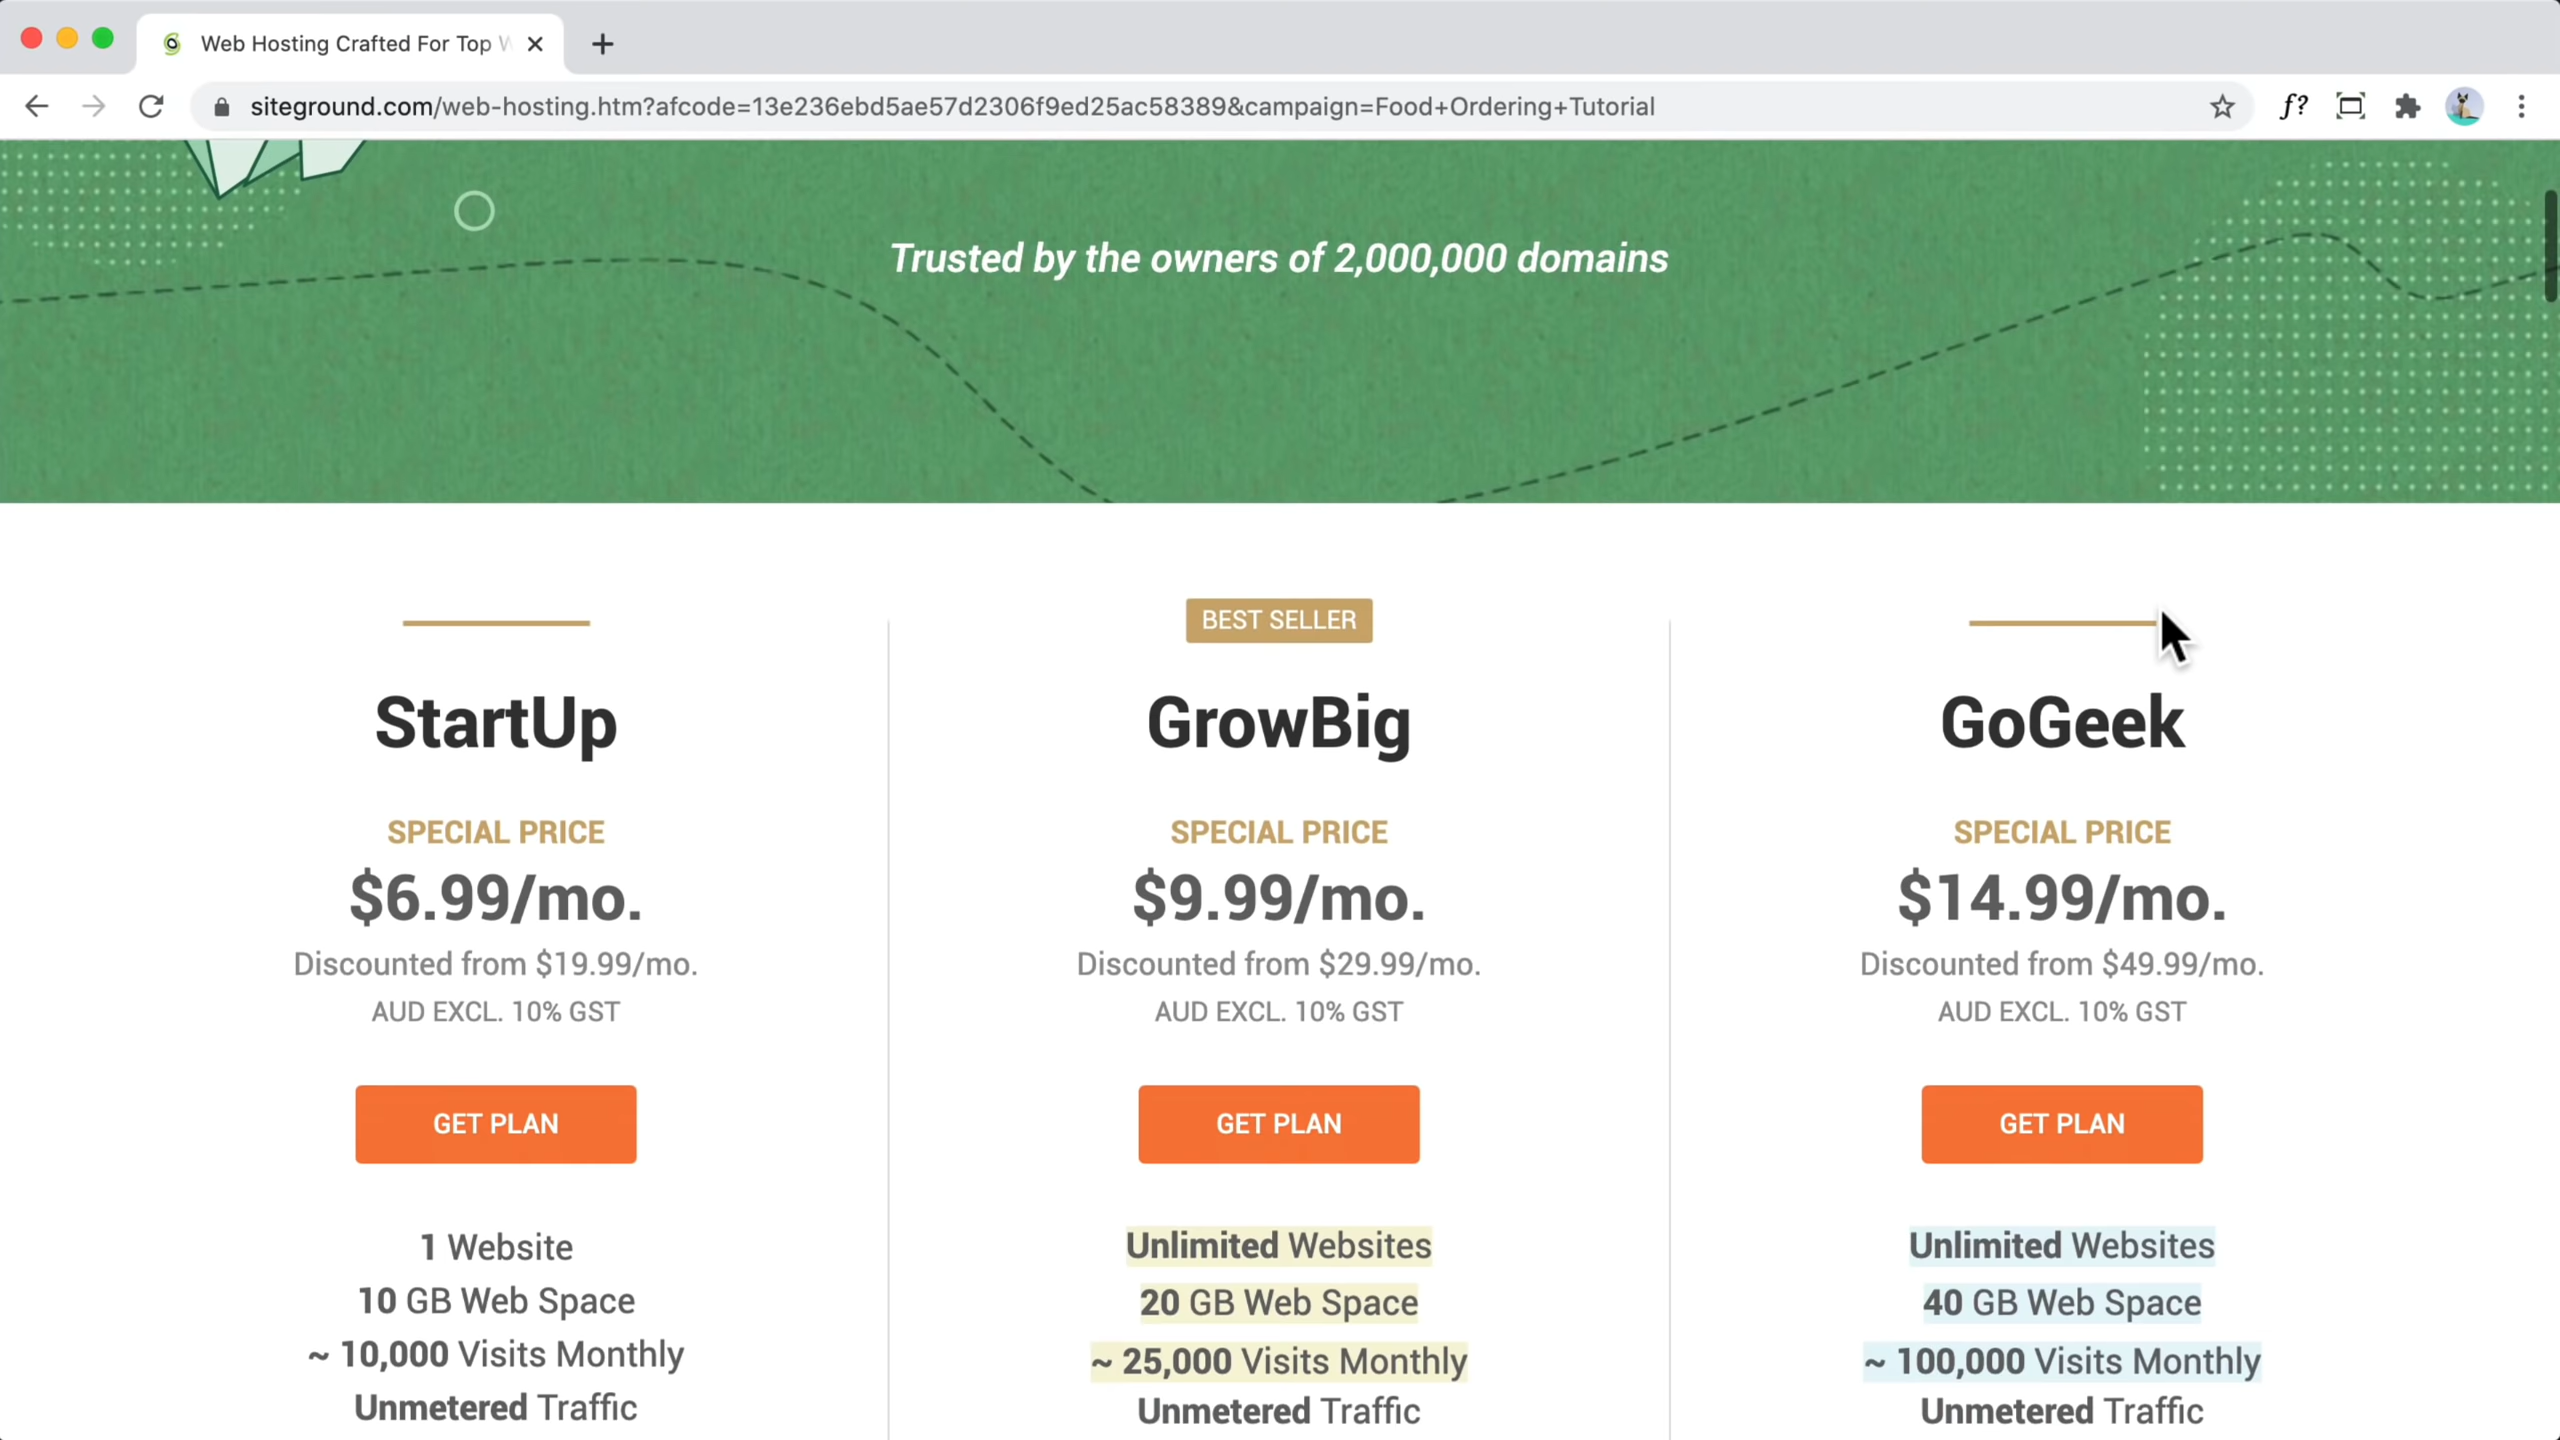 Web Hosting Crafted For Top
siteground.com/web-hosting.htm?afcode=13e236ebd5ae57d2306f9ed25ac58389&campaign=Food+Ordering+Tutorial
f?
Trusted by the owners of 2,000,000 domains
StartUp
SPECIAL PRICE
$6.99/mo.
Discounted from $19.99/mo.
AUD EXCL. 10% GST
GET PLAN
1 Website
10 GB Web Space
~ 10,000 Visits Monthly
Unmetered Traffic
BEST SELLER
GrowBig
SPECIAL PRICE
$9.99/mo.
Discounted from $29.99/mo.
AUD EXCL. 10% GST
GET PLAN
Unlimited Websites
20 GB Web Space
~ 25,000 Visits Monthly
Unmetered Traffic
GoGeek
SPECIAL PRICE
$14.99/mo.
Discounted from $49.99/mo.
AUD EXCL. 10% GST
GET PLAN
Unlimited Websites
40 GB Web Space
~ 100,000 Visits Monthly
Unmetered Traffic